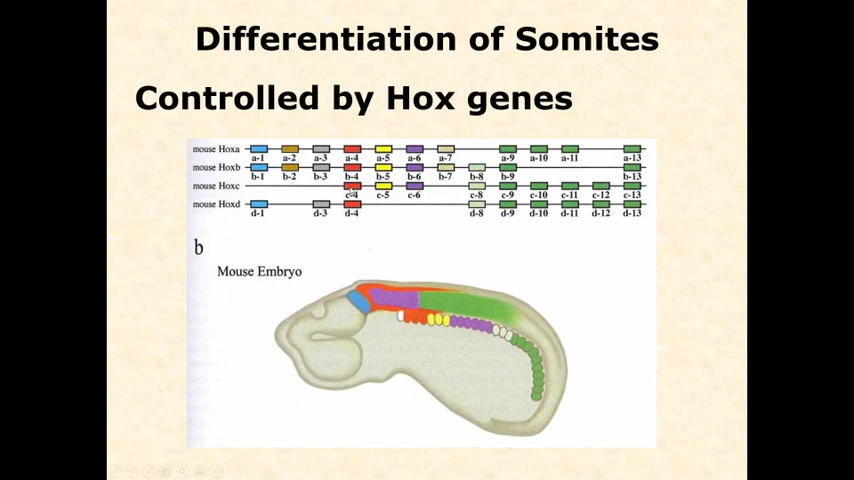 Differentiation of Somites
Controlled by Hox genes
mouse Hoxa
a-1 a-2 a-3 a-4 a-5 a-6 a-7 a-9 a-10 a-11 a-13
mouse Hoxb
b-1 b-2 b-3 b-4 b-5 b-6 b-7 b-8 b-9 b-13
mouse Hoxc
c-4 c-5 c-6 c-8 c-9 c-10 c-11 c-12 c-13
mouse Hoxd
d-1 d-3 d-4 d-8 d-9 d-10 d-11 d-12 d-13
b
Mouse Embryo